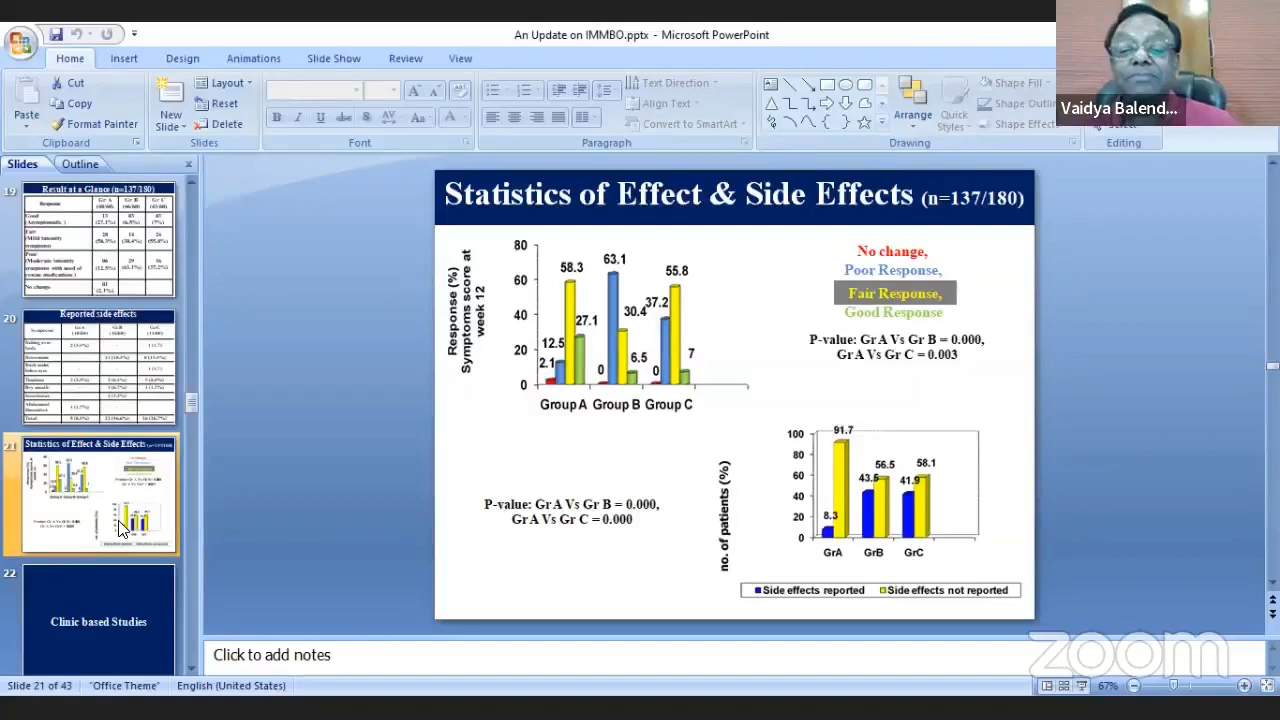 An Update on IMMBO.pptx - Microsoft PowerPoint
Home Insert Design Slide Show Animations Review View
Cut
Copy
Paste
Format Painter
Clipboard
New Slide
Layout
Reset
Delete
Slides
Font
Text Direction
Align Text
Convert to SmartArt
Paragraph
Arrange
Quick Styles
Shape Fill
Shape Outlin
Shape Effects
Drawing
Editing
Vaidya Balend...
Slides Outline
19
Result at a Glance (n=137/180)
20
Reported side effects
21
Statistics of Effect & Side Effects
22
Clinic based Studies
Statistics of Effect & Side Effects (n=137/180)
Response (%)
Symptoms score at
week 12
80
60
40
20
0
2.1
12.5
58.3
27.1
0
63.1
30.4
6.5
0
37.2
55.8
7
Group A Group B Group C
No change,
Poor Response,
Fair Response,
Good Response
P-value: Gr A Vs Gr B = 0.000,
Gr A Vs Gr C = 0.003
P-value: Gr A Vs Gr B = 0.000,
Gr A Vs Gr C = 0.000
no. of patients (%)
100
80
60
40
20
0
8.3
91.7
43.5
56.5
41.9
58.1
GrA GrB GrC
Side effects reported Side effects not reported
Click to add notes
zoom
Slide 21 of 43 "Office Theme" English (United States) 67%